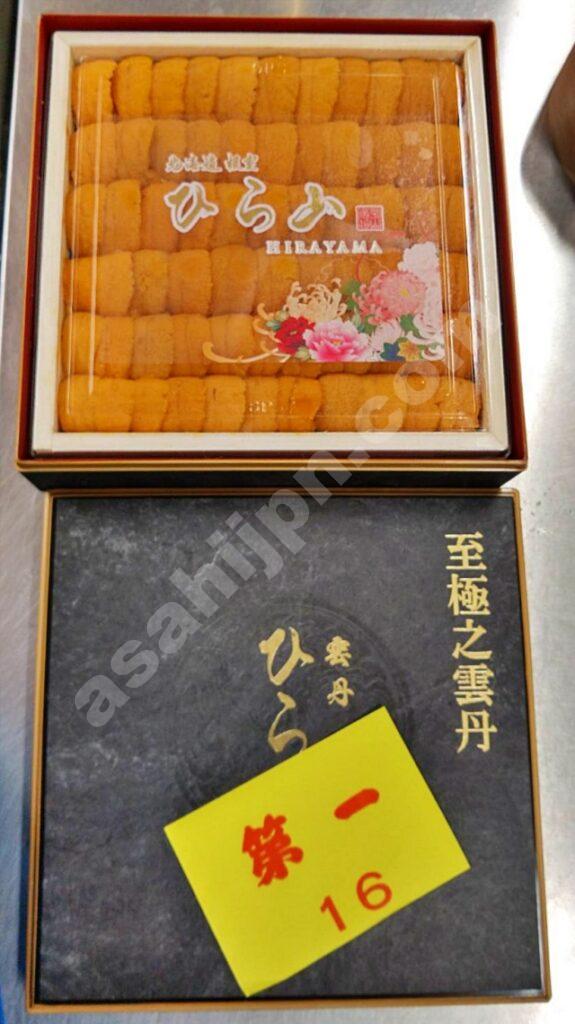 北海道 根室
ひら山
HIRAYAMA
至極之雲丹
雲丹
ひら
第一
16
asahijpn.com